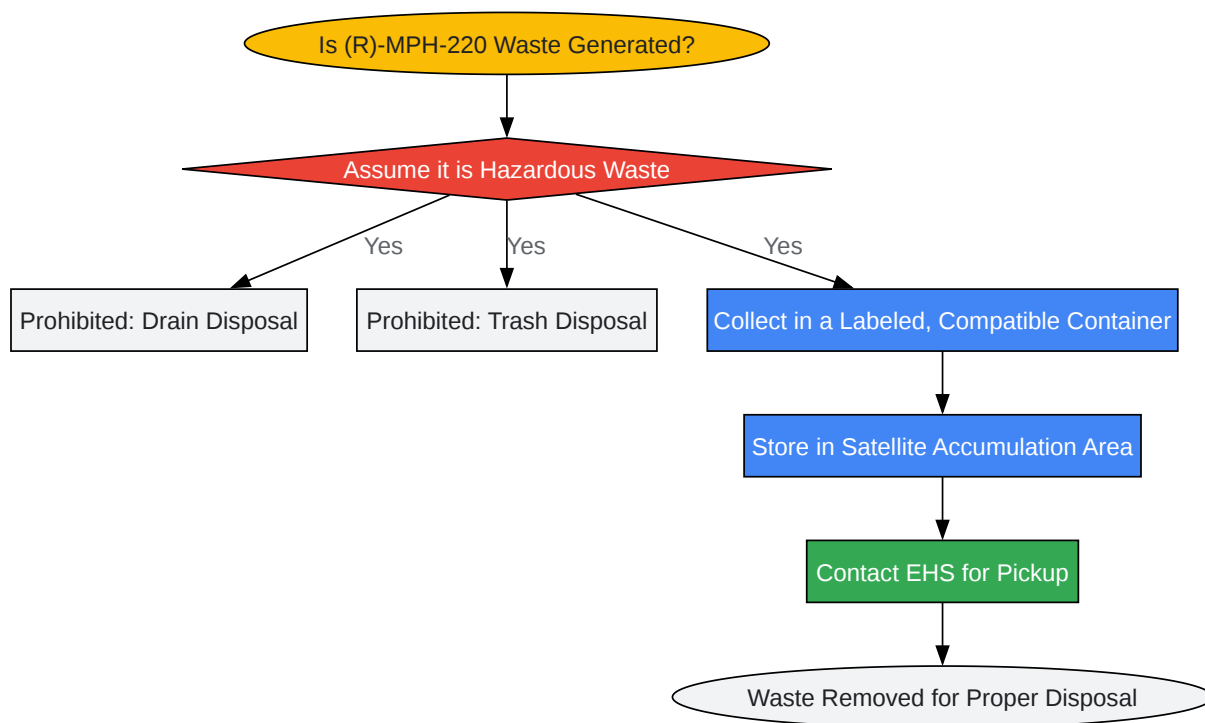 Is (R)-MPH-220 Waste Generated?
Assume it is Hazardous Waste
Yes
Yes
Yes
Prohibited: Drain Disposal
Prohibited: Trash Disposal
Collect in a Labeled, Compatible Container
Store in Satellite Accumulation Area
Contact EHS for Pickup
Waste Removed for Proper Disposal